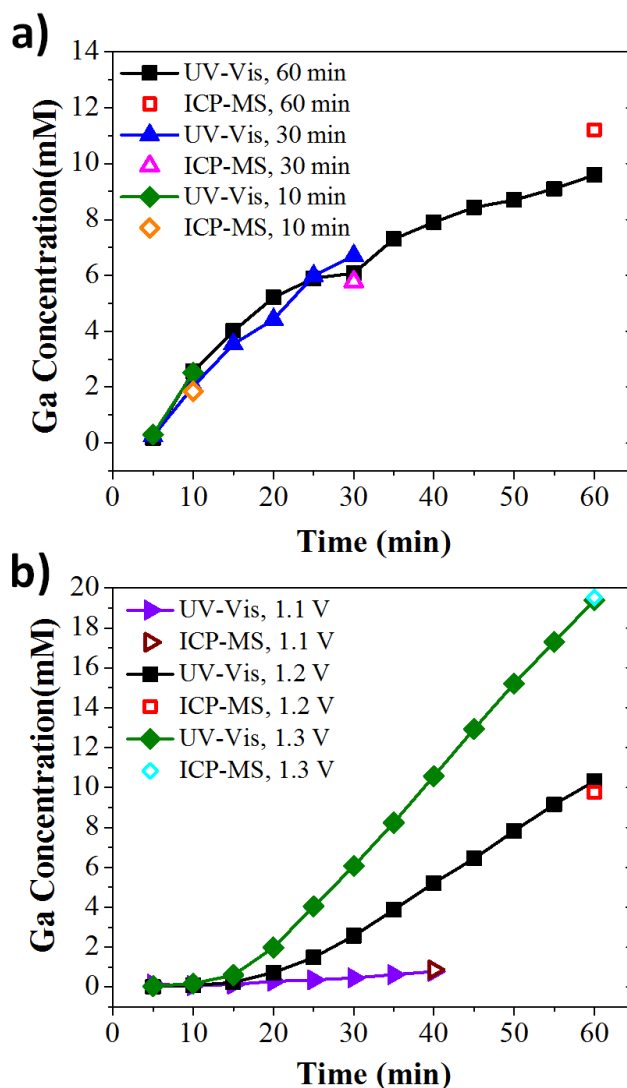 a)
14
12
10
8
6
4
2
0
Ga Concentration(mM)
UV-Vis, 60 min
ICP-MS, 60 min
UV-Vis, 30 min
ICP-MS, 30 min
UV-Vis, 10 min
ICP-MS, 10 min
0 10 20 30 40 50 60
Time (min)
b)
20
18
16
14
12
10
8
6
4
2
0
Ga Concentration(mM)
UV-Vis, 1.1 V
ICP-MS, 1.1 V
UV-Vis, 1.2 V
ICP-MS, 1.2 V
UV-Vis, 1.3 V
ICP-MS, 1.3 V
0 10 20 30 40 50 60
Time (min)